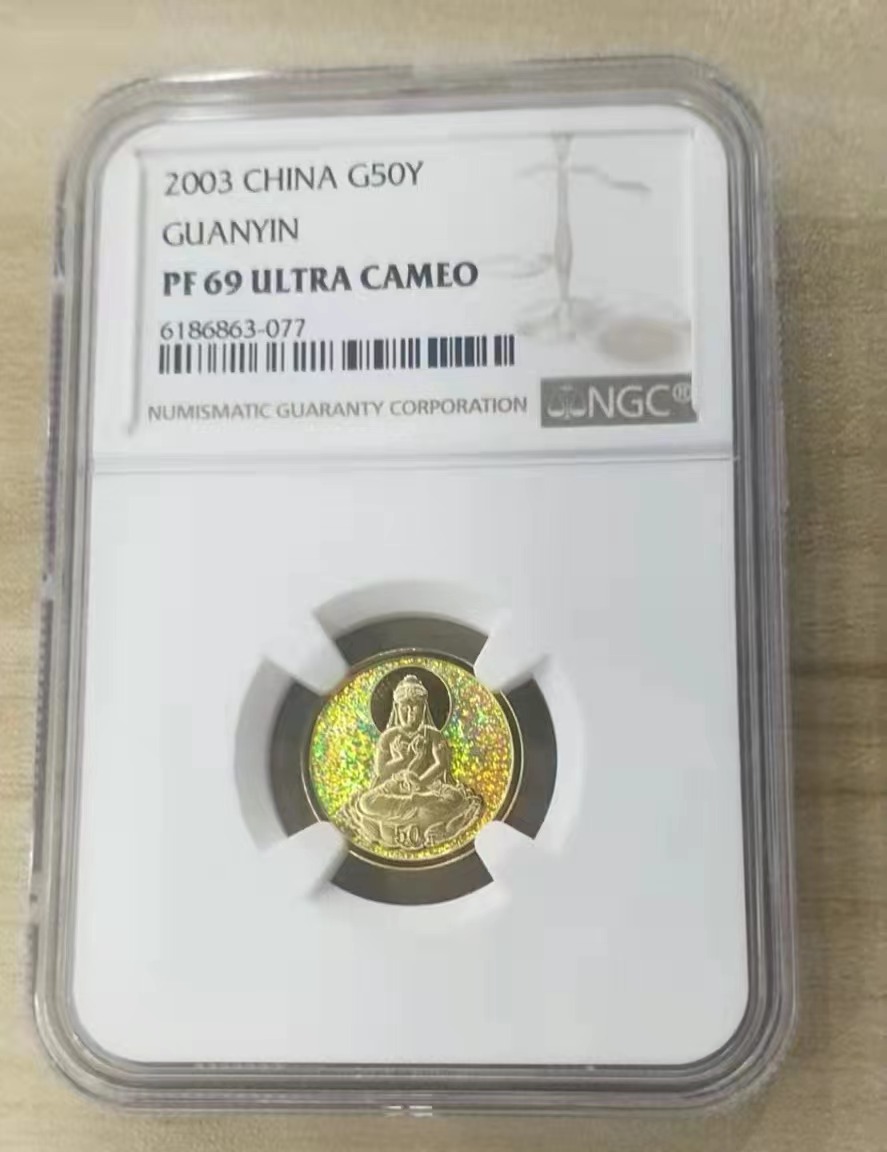 2003 CHINA G50Y
GUANYIN
PF 69 ULTRA CAMEO
6186863-077
NUMISMATIC GUARANTY CORPORATION
NGC®
50